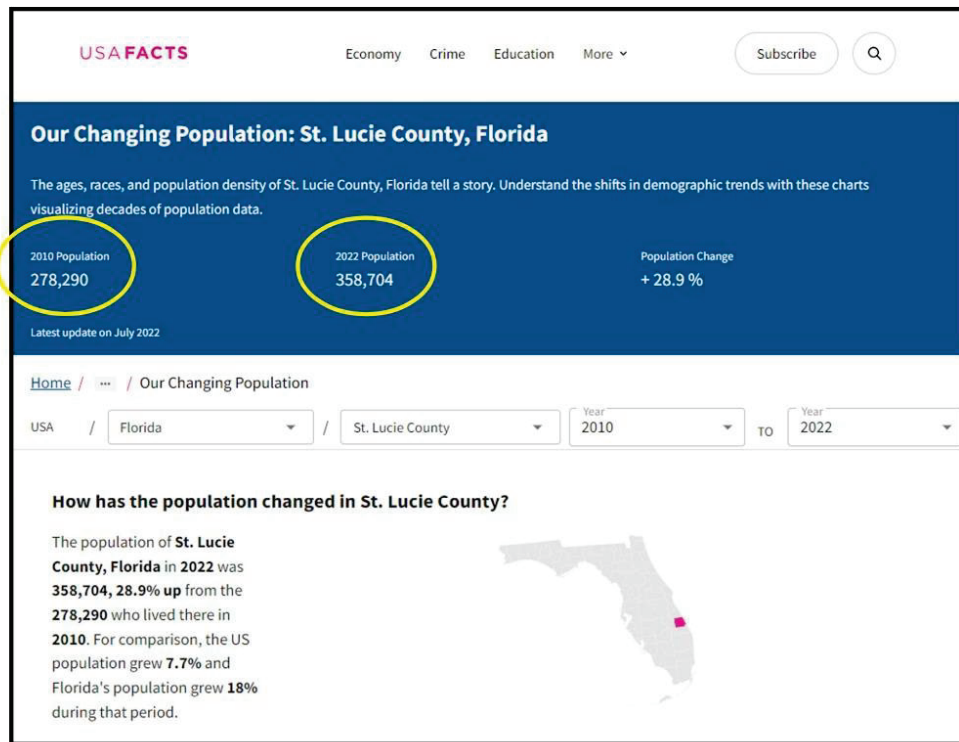 USAFACTS
Economy Crime Education More
Subscribe
Our Changing Population: St. Lucie County, Florida
The ages, races, and population density of St. Lucie County, Florida tell a story. Understand the shifts in demographic trends with these charts
visualizing decades of population data.
2010 Population
278,290
2022 Population
358,704
Population Change
+ 28.9 %
Latest update on July 2022
Home / ... / Our Changing Population
USA / Florida / St. Lucie County Year 2010 TO Year 2022
How has the population changed in St. Lucie County?
The population of St. Lucie
County, Florida in 2022 was
358,704, 28.9% up from the
278,290 who lived there in
2010. For comparison, the US
population grew 7.7% and
Florida's population grew 18%
during that period.